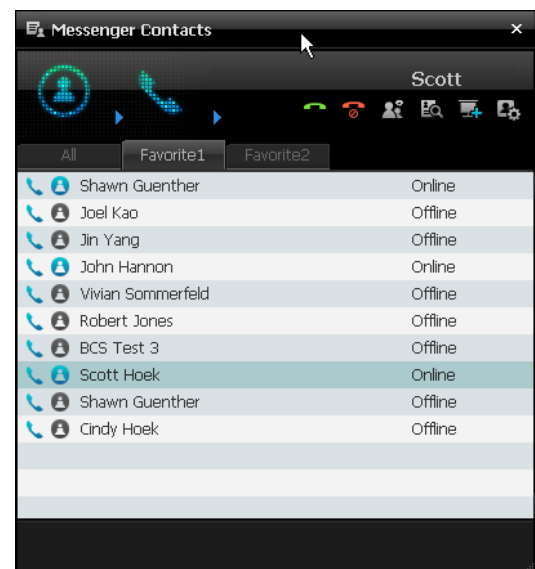 Messenger Contacts
Scott
All Favorite1 Favorite2
Shawn Guenther Online
Joel Kao Offline
Jin Yang Offline
John Hannon Online
Vivian Sommerfeld Offline
Robert Jones Offline
BCS Test 3 Offline
Scott Hoek Online
Shawn Guenther Offline
Cindy Hoek Offline